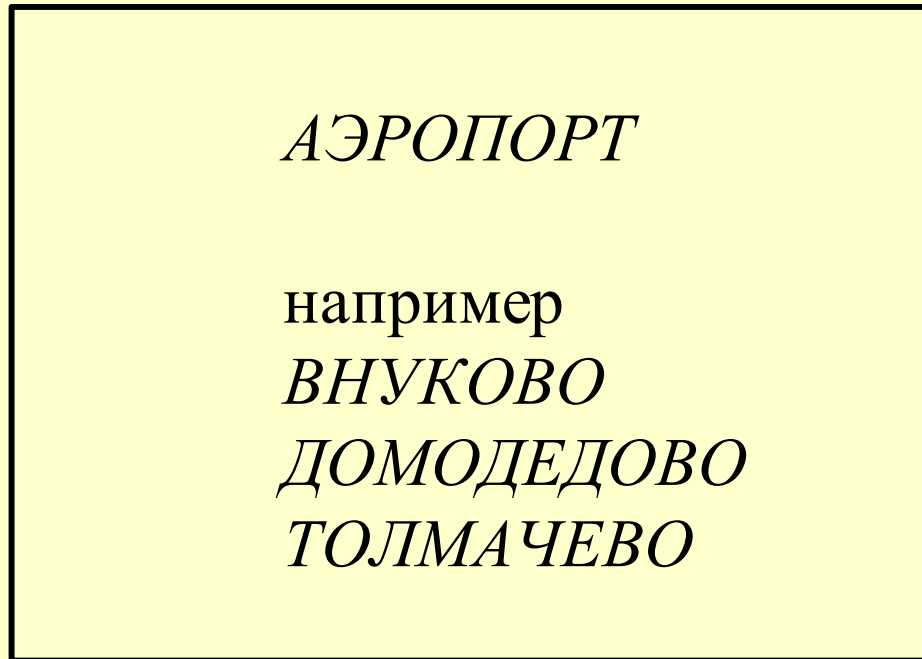 АЭРОПОРТ
например
ВНУКОВО
ДОМОДЕДОВО
ТОЛМАЧЕВО